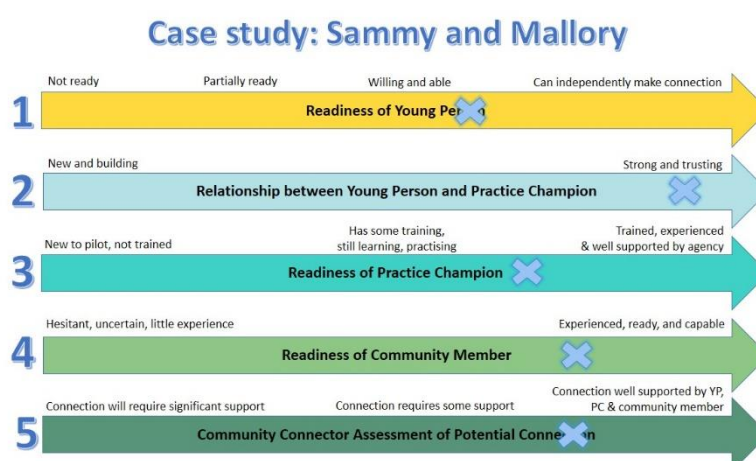 Case study: Sammy and Mallory
Not ready
Partially ready
Willing and able
Can independently make connection
1
Readiness of Young Person
New and building
Strong and trusting
2
Relationship between Young Person and Practice Champion
New to pilot, not trained
Has some training,
still learning, practising
Trained, experienced
& well supported by agency
3
Readiness of Practice Champion
Hesitant, uncertain, little experience
Experienced, ready, and capable
4
Readiness of Community Member
Connection will require significant support
Connection requires some support
Connection well supported by YP,
PC & community member
5
Community Connector Assessment of Potential Connection